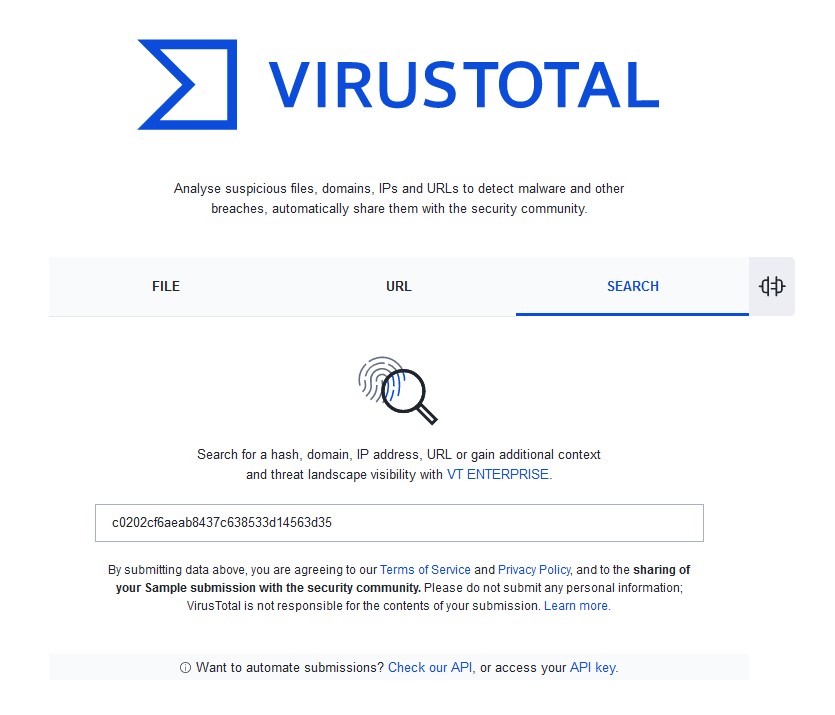 VIRUSTOTAL
Analyse suspicious files, domains, IPs and URLs to detect malware and other
breaches, automatically share them with the security community.
FILE
URL
SEARCH
Search for a hash, domain, IP address, URL or gain additional context
and threat landscape visibility with VT ENTERPRISE.
c0202cf6aeab8437c638533d14563d35
By submitting data above, you are agreeing to our Terms of Service and Privacy Policy, and to the sharing of
your Sample submission with the security community. Please do not submit any personal information;
VirusTotal is not responsible for the contents of your submission. Learn more.
Want to automate submissions? Check our API, or access your API key.